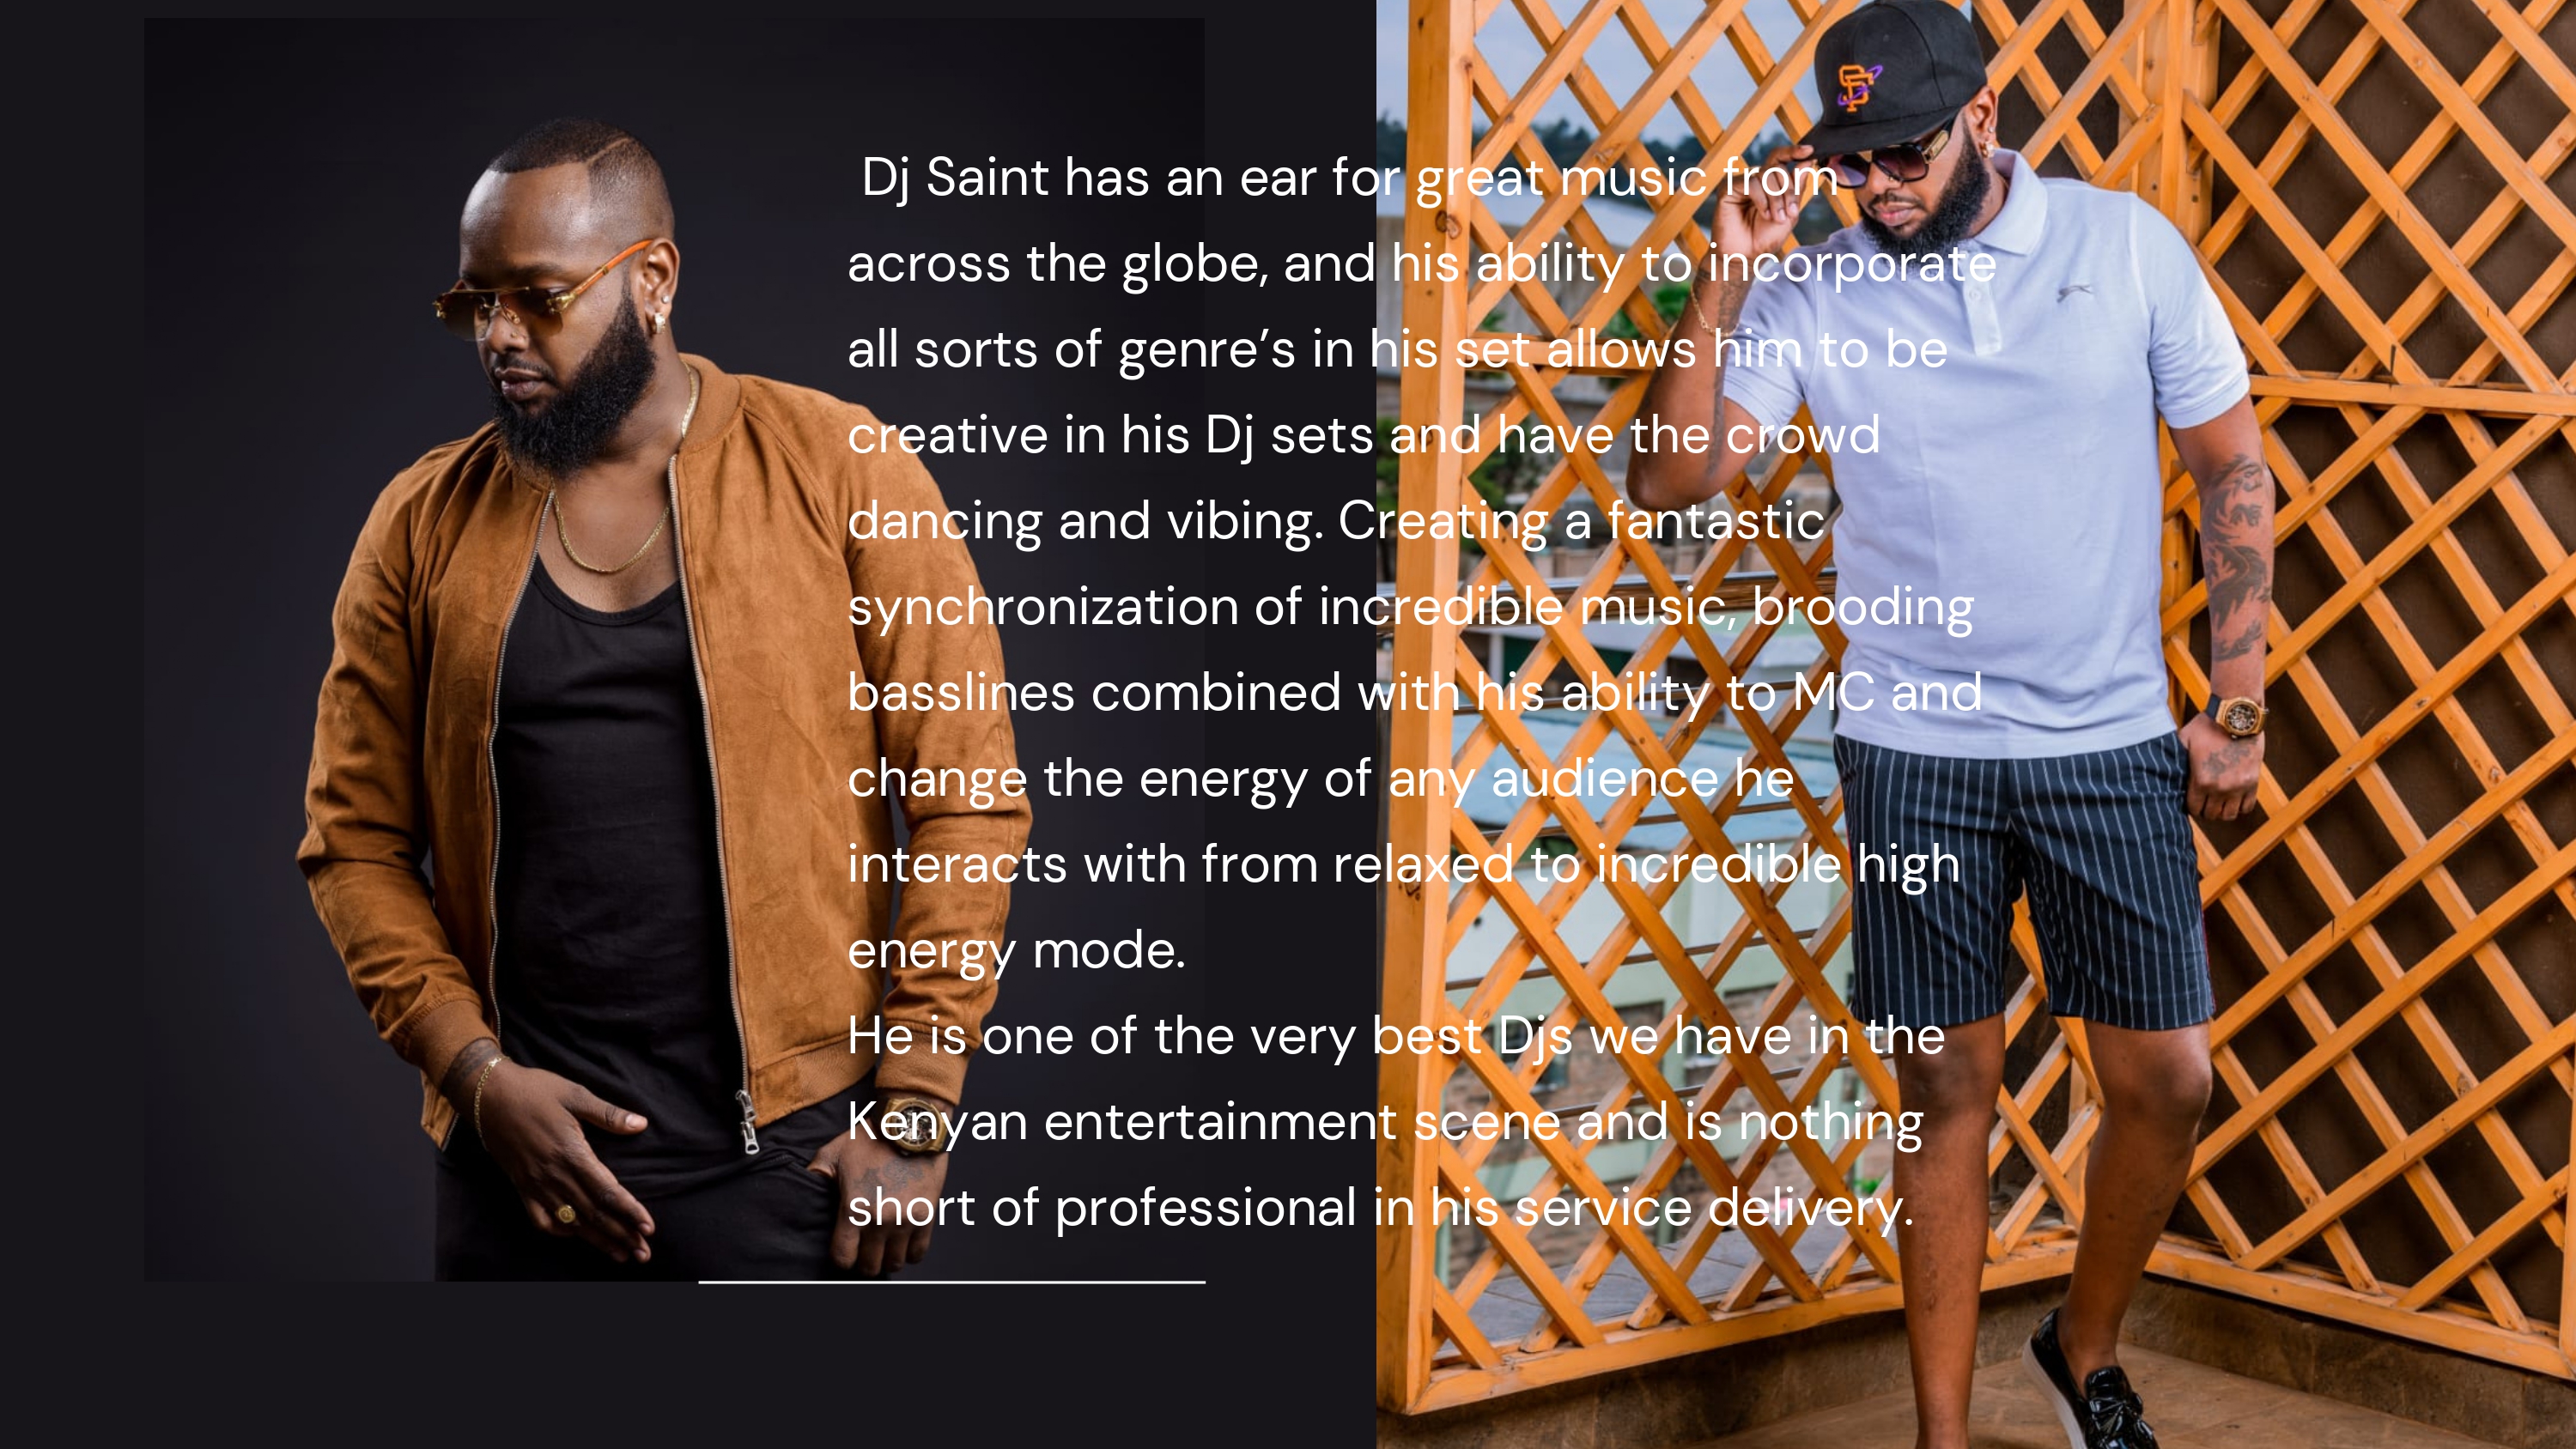 Dj Saint has an ear for great music from
across the globe, and his ability to incorporate
all sorts of genre’s in his set allows him to be
creative in his Dj sets and have the crowd
dancing and vibing. Creating a fantastic
synchronization of incredible music, brooding
basslines combined with his ability to MC and
change the energy of any audience he
interacts with from relaxed to incredible high
energy mode.
He is one of the very best Djs we have in the
Kenyan entertainment scene and is nothing
short of professional in his service delivery.
SF